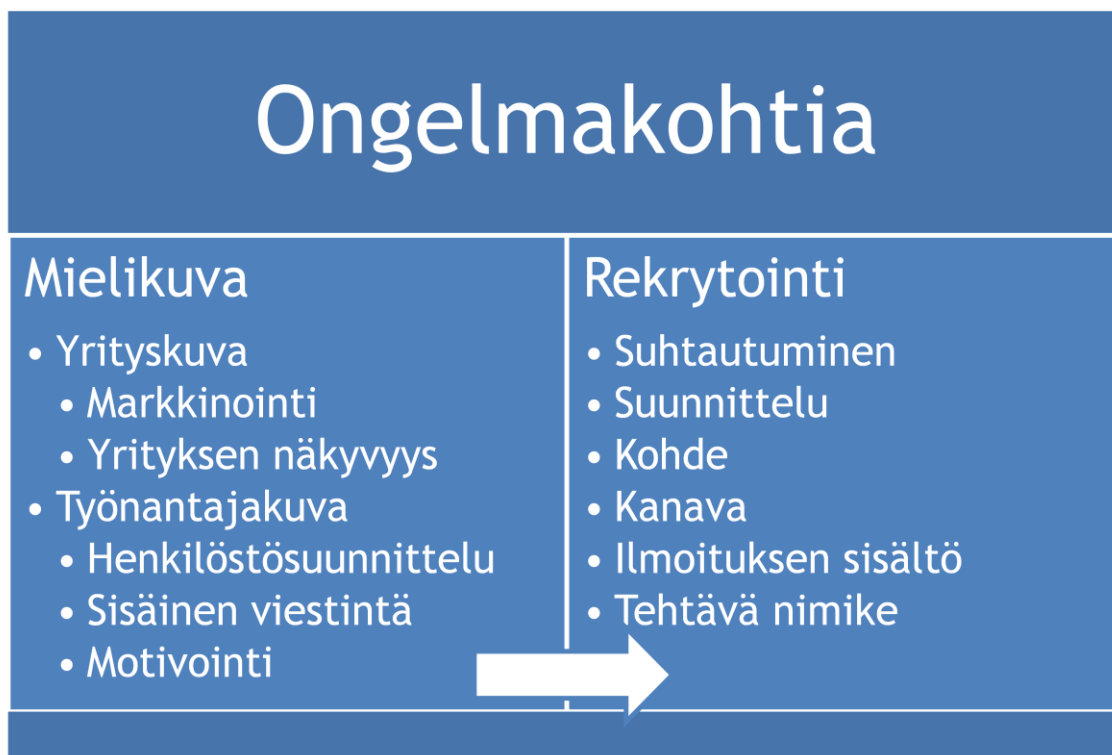 Ongelmakohtia
Mielikuva
• Yrityskuva
• Markkinointi
• Yrityksen näkyvyys
• Työnantajakuva
• Henkilöstösuunnittelu
• Sisäinen viestintä
• Motivointi
Rekrytointi
• Suhtautuminen
• Suunnittelu
• Kohde
• Kanava
• Ilmoituksen sisältö
• Tehtävä nimike